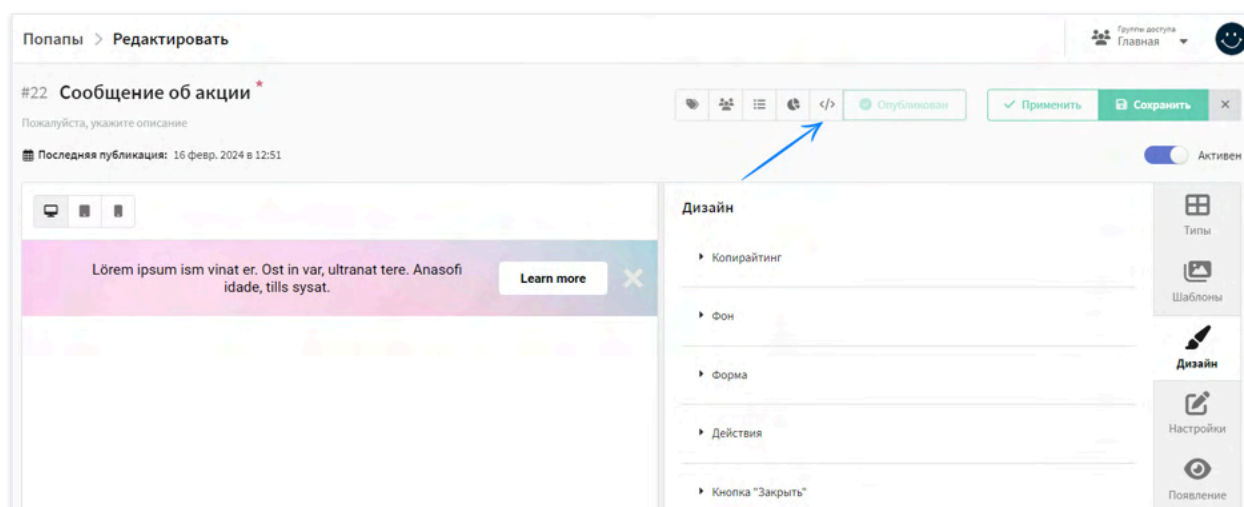 Попапы > Редактировать
Группы доступа
Главная
#22 Сообщение об акции *
Пожалуйста, укажите описание
</>
Опубликован
Применить
Сохранить
×
Последняя публикация: 16 февр. 2024 в 12:51
Активен
Lörem ipsum ism vinat er. Ost in var, ultranat tere. Anasofi
idade, tills sysat.
Learn more
Дизайн
Копирайтинг
Фон
Форма
Действия
Кнопка "Закрыть"
Типы
Шаблоны
Дизайн
Настройки
Появление